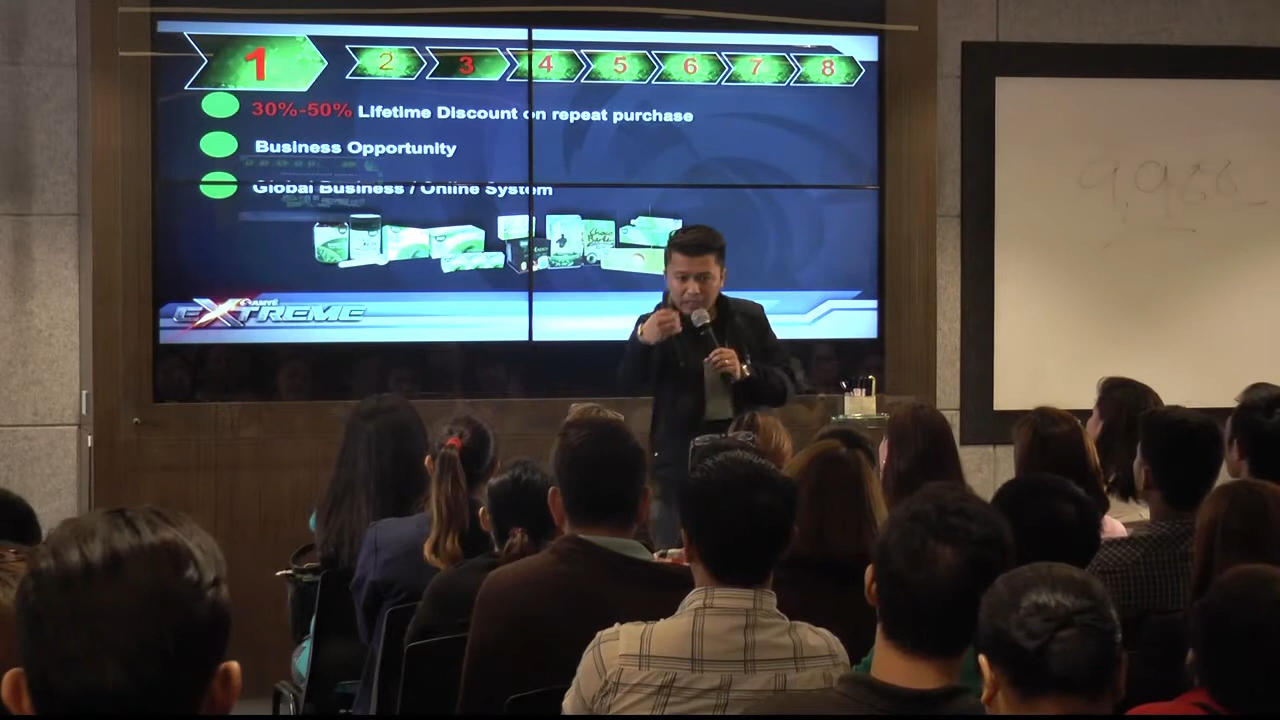 1 2 3 4 5 6 7 8
30%-50% Lifetime Discount on repeat purchase
Business Opportunity
Global Business / Online System
SANTÉ
EXTREME